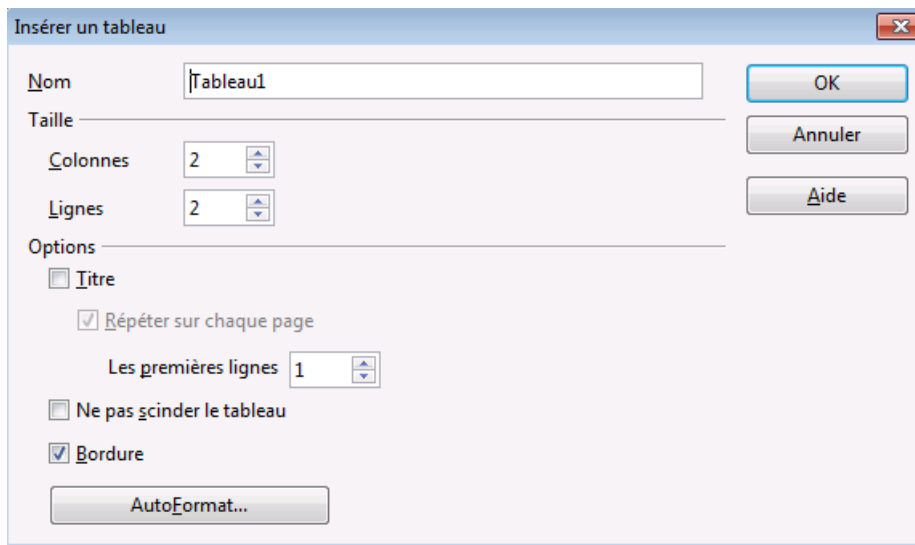 Insérer un tableau
Nom Tableau1
OK
Taille
Annuler
Colonnes 2
Aide
Lignes 2
Options
Titre
Répéter sur chaque page
Les premières lignes 1
Ne pas scinder le tableau
Bordure
AutoFormat...